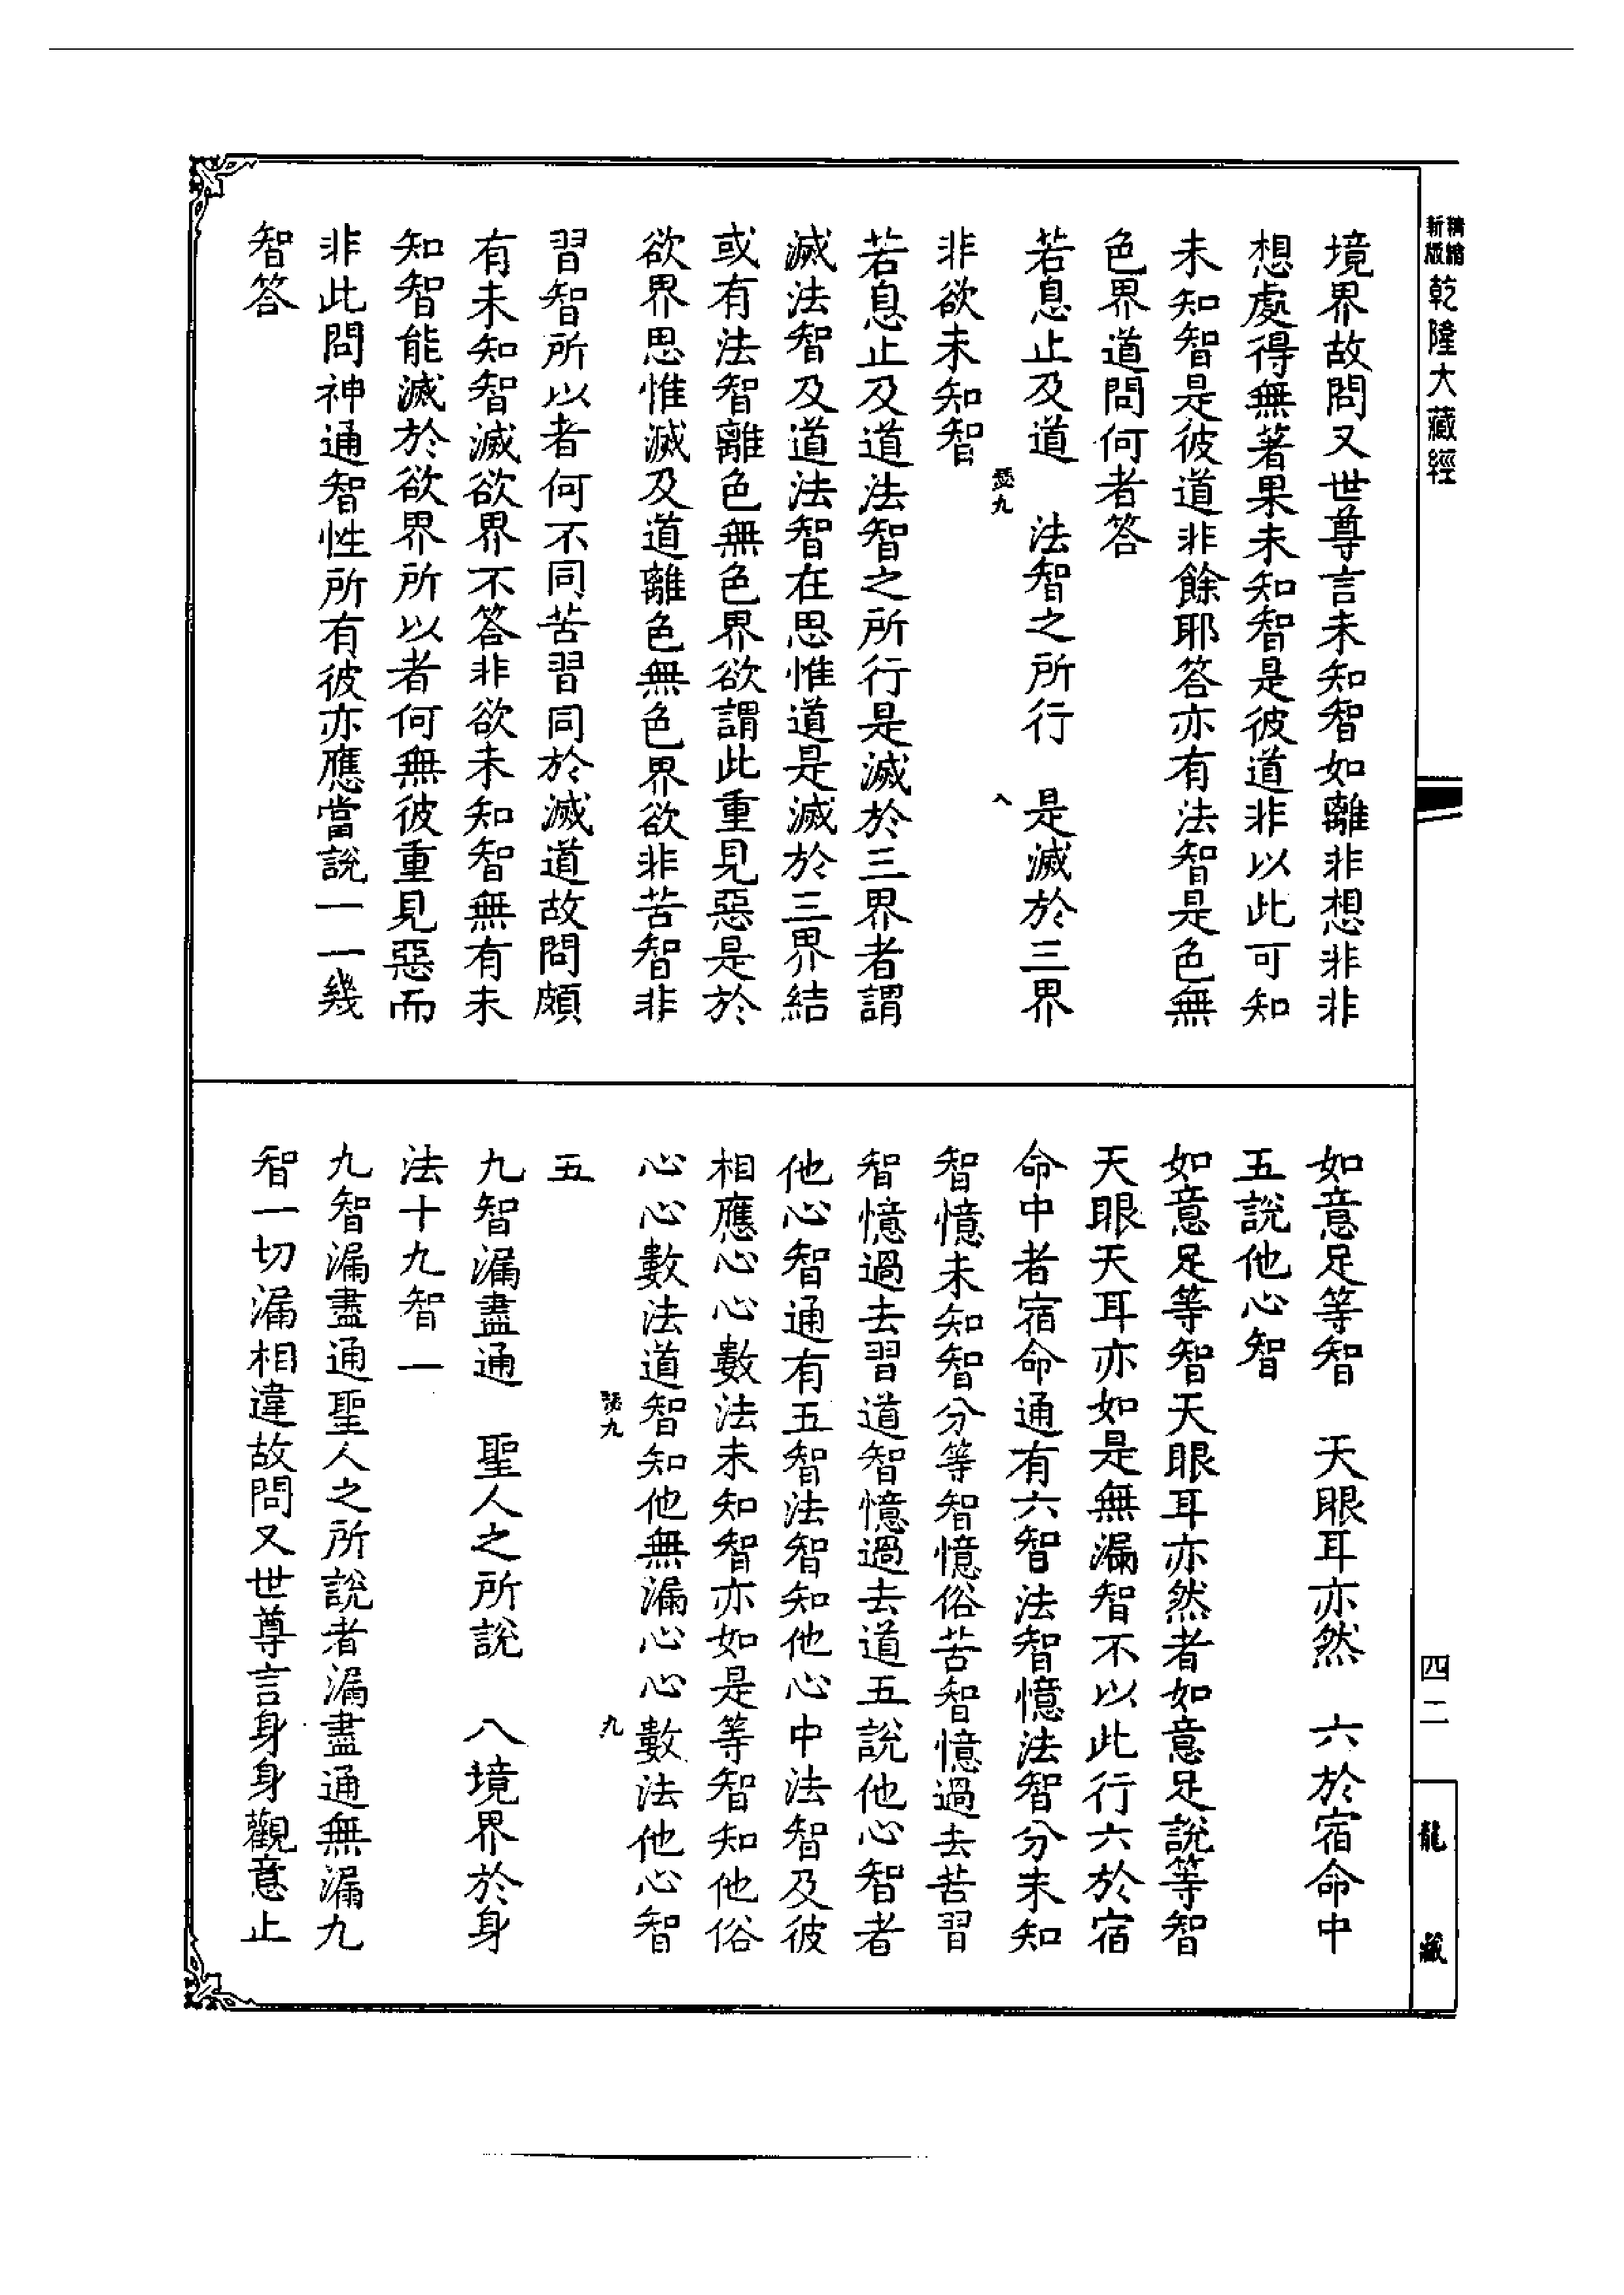 新版精縮乾隆大藏經
境界故問又世尊言未知智如離非想非非
想處得無著果未知智是彼道非以此可知
未知智是彼道非餘耶答亦有法智是色無
色界道問何者答
若息止及道　法智之所行　是滅於三界
非欲未知智
瑟九　八
若息止及道法智之所行是滅於三界者謂
滅法智及道法智在思惟道是滅於三界結
或有法智離色無色界欲謂此重見惡是於
欲界思惟滅及道離色無色界欲非苦智非
習智所以者何不同苦習同於滅道故問頗
有未知智滅欲界不答非欲未知智無有未
知智能滅於欲界所以者何無彼重見惡而
非此問神通智性所有彼亦應當說一一幾
智答
如意足等智　天眼耳亦然　六於宿命中
五說他心智
如意足等智天眼耳亦然者如意足說等智
天眼天耳亦如是無漏智不以此行六於宿
命中者宿命通有六智法智憶法智分未知
智憶未知智分等智憶俗苦智憶過去苦習
智憶過去習道智憶過去道五說他心智者
他心智通有五智法智知他心中法智及彼
相應心心數法未知智亦如是等智知他俗
心心數法道智知他無漏心心數法他心智
瑟九　九
五
九智漏盡通　聖人之所說　八境界於身
法十九智一
九智漏盡通聖人之所說者漏盡通無漏九
智一切漏相違故問又世尊言身身觀意止
四二
龍藏